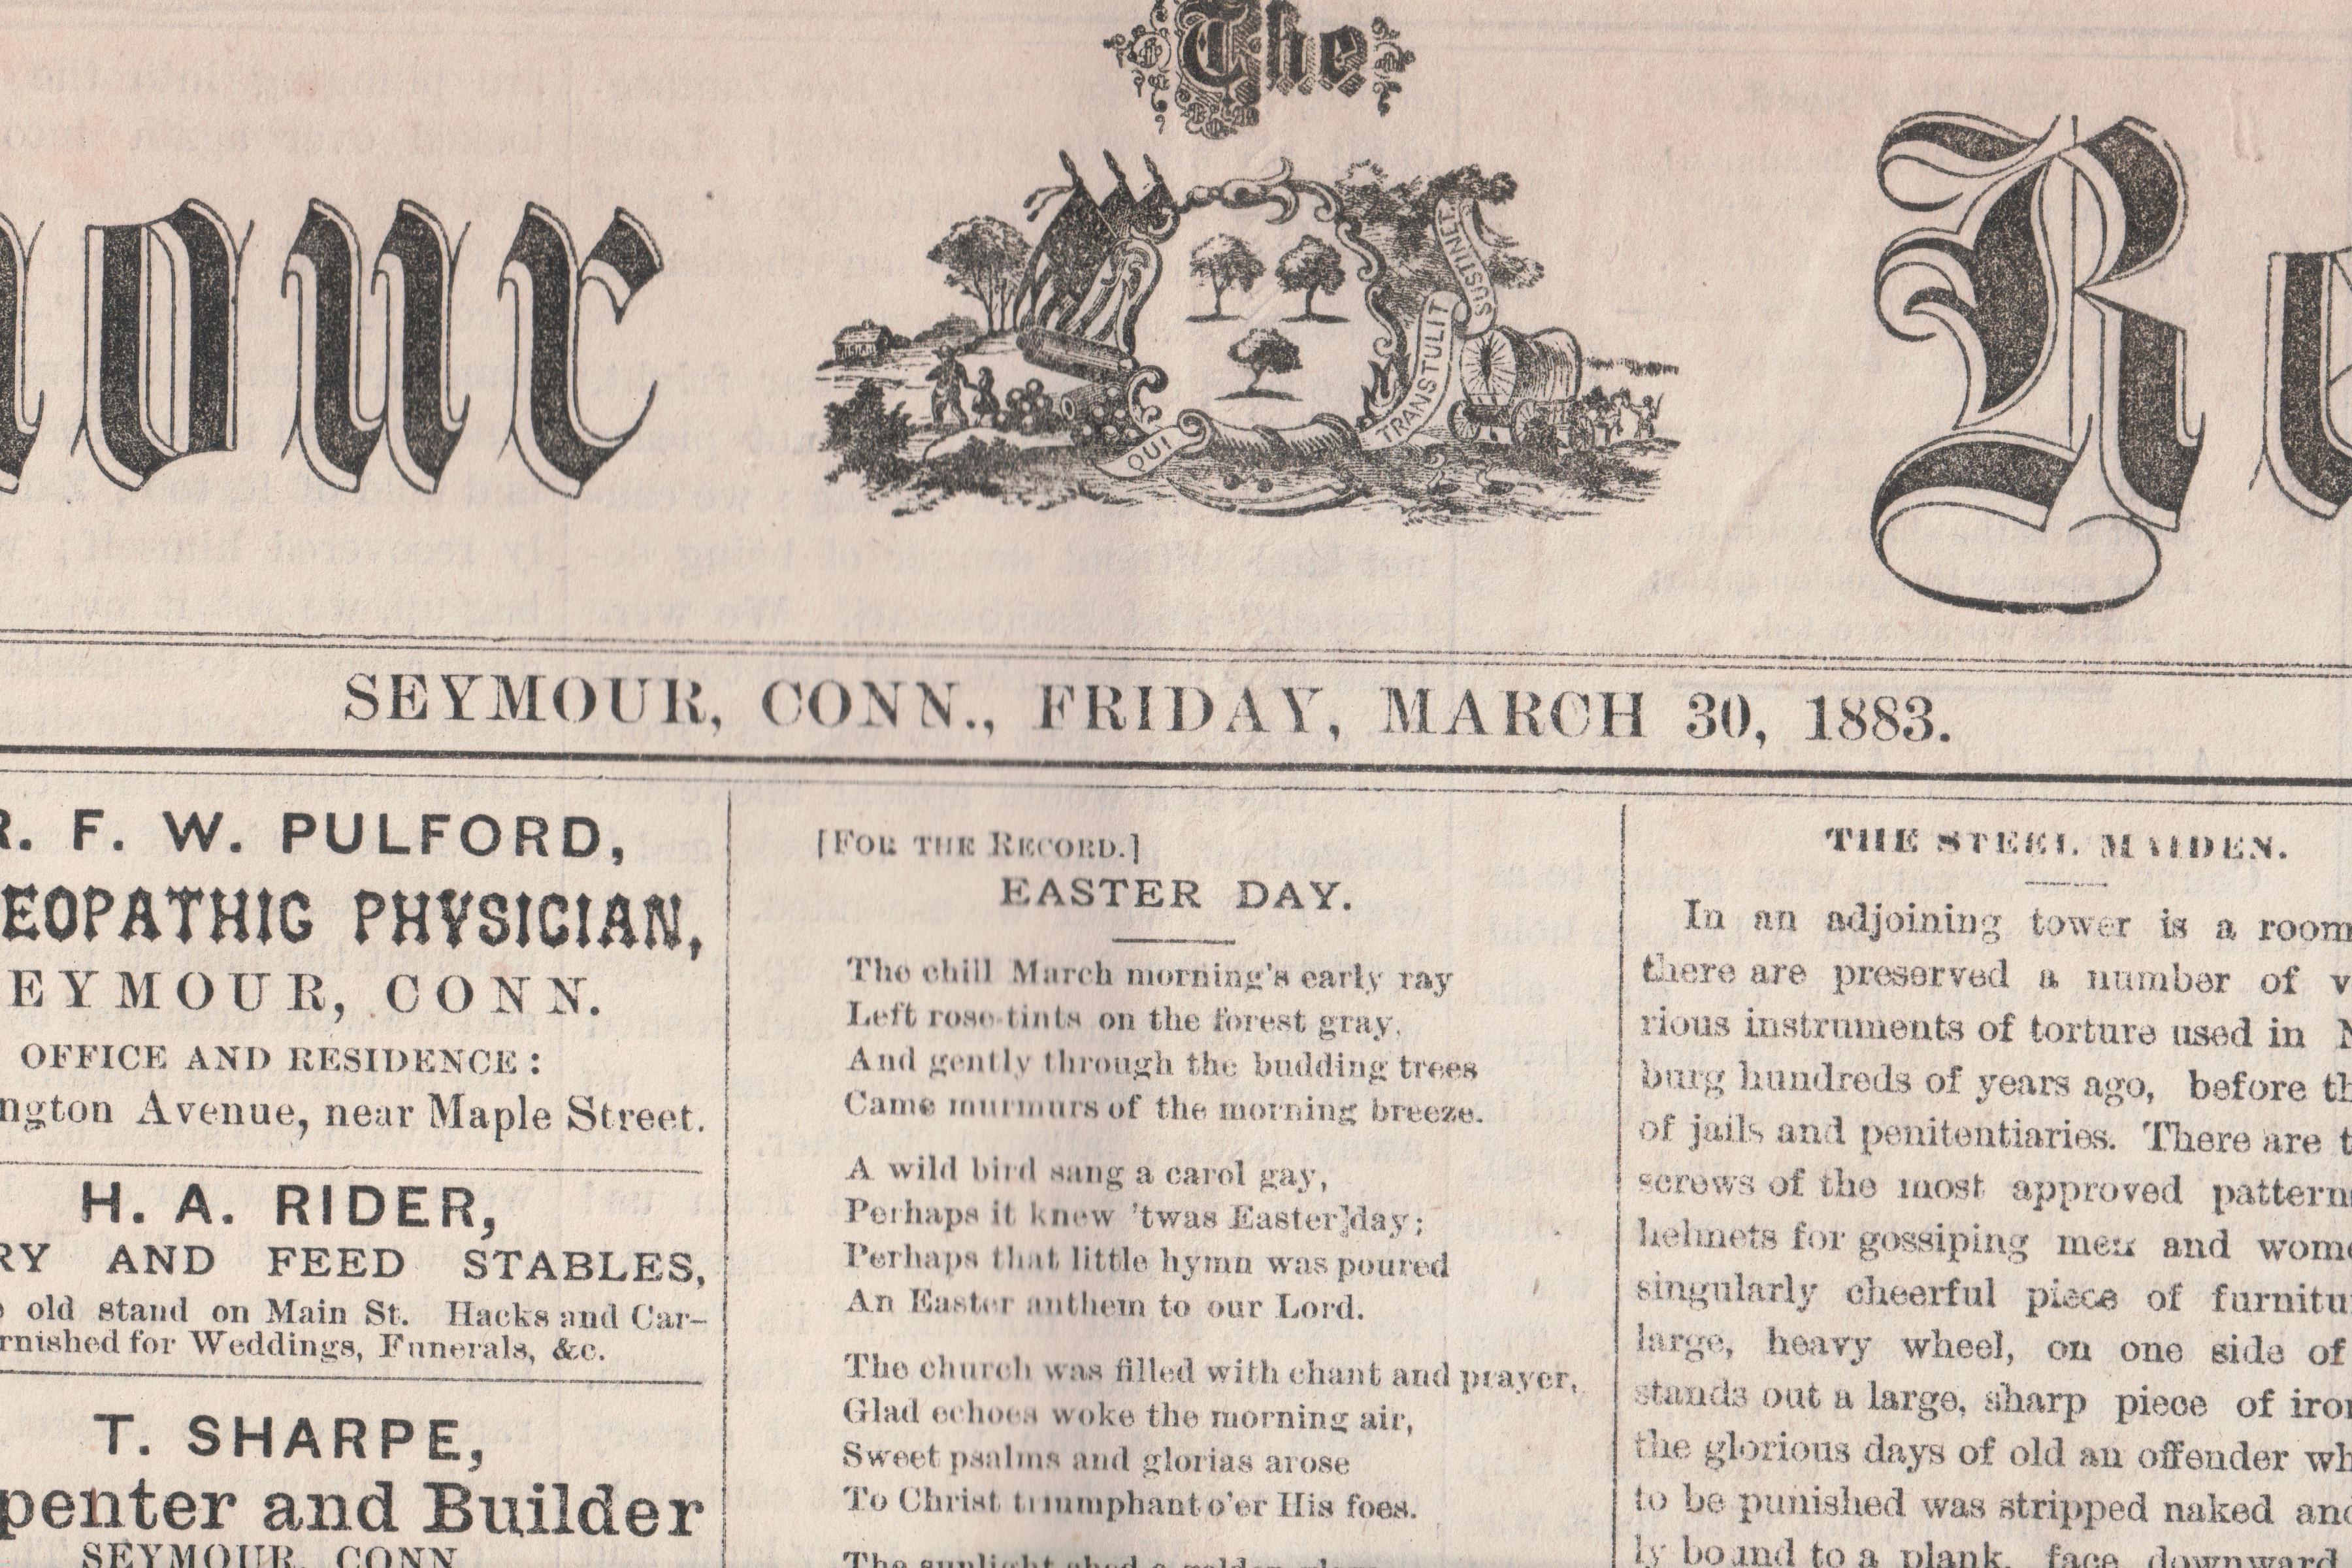 The
our R
QUI TRANSTULIT SUSTINET
SEYMOUR, CONN., FRIDAY, MARCH 30, 1883.
R. F. W. PULFORD,
EOPATHIC PHYSICIAN,
EYMOUR, CONN.
OFFICE AND RESIDENCE:
ngton Avenue, near Maple Street.
H. A. RIDER,
RY AND FEED STABLES,
old stand on Main St. Hacks and Car-
rnished for Weddings, Funerals, &c.
T. SHARPE,
penter and Builder
SEYMOUR, CONN
[FOR THE RECORD.]
EASTER DAY.
The chill March morning's early ray
Left rose-tints on the forest gray,
And gently through the budding trees
Came murmurs of the morning breeze.
A wild bird sang a carol gay,
Perhaps it knew 'twas Easter]day;
Perhaps that little hymn was poured
An Easter anthem to our Lord.
The church was filled with chant and prayer,
Glad echoes woke the morning air,
Sweet psalms and glorias arose
To Christ triumphant o'er His foes.
The sunlight shed a golden
THE STEEL MAIDEN.
In an adjoining tower is a room
there are preserved a number of v
rious instruments of torture used in N
burg hundreds of years ago, before th
of jails and penitentiaries. There are t
screws of the most approved pattern
helmets for gossiping men and wome
singularly cheerful piece of furnitu
large, heavy wheel, on one side of
stands out a large, sharp piece of iron
the glorious days of old an offender wh
to be punished was stripped naked and
ly bound to a plank, face downward